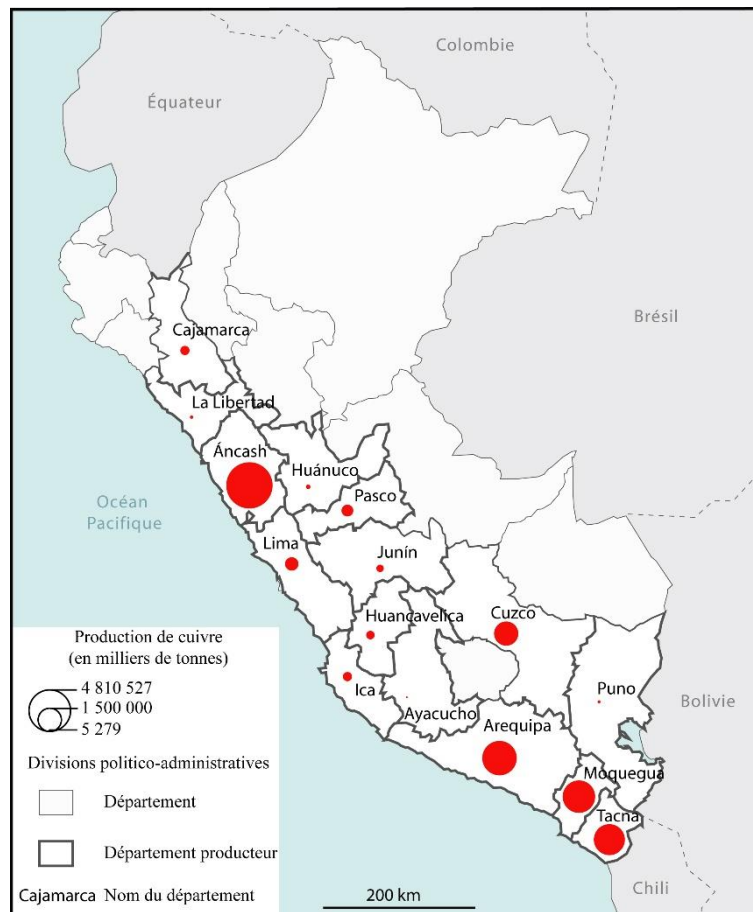 Colombie
Équateur
Brésil
Cajamarca
La Libertad
Áncash
Huánuco
Pasco
Océan
Pacifique
Lima
Junín
Huancavelica
Cuzco
Ica
Ayacucho
Puno
Bolivie
Arequipa
Moquegua
Tacna
Chili
Production de cuivre
(en milliers de tonnes)
4 810 527
1 500 000
5 279
Divisions politico-administratives
Département
Département producteur
Cajamarca Nom du département
200 km